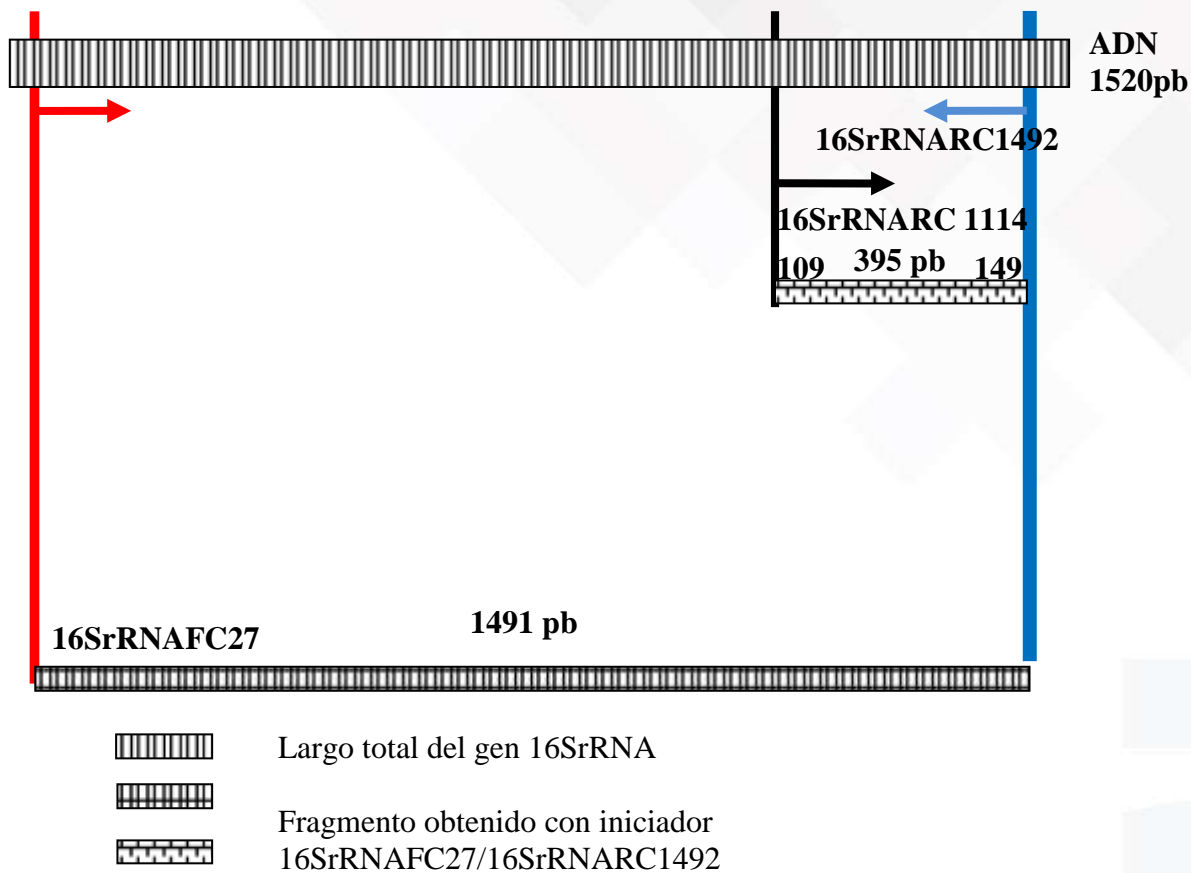 ADN
1520pb
16SrRNARC1492
16SrRNARC 1114
109 395 pb 149
16SrRNAFC27
1491 pb
Largo total del gen 16SrRNA
Fragmento obtenido con iniciador
16SrRNAFC27/16SrRNARC1492